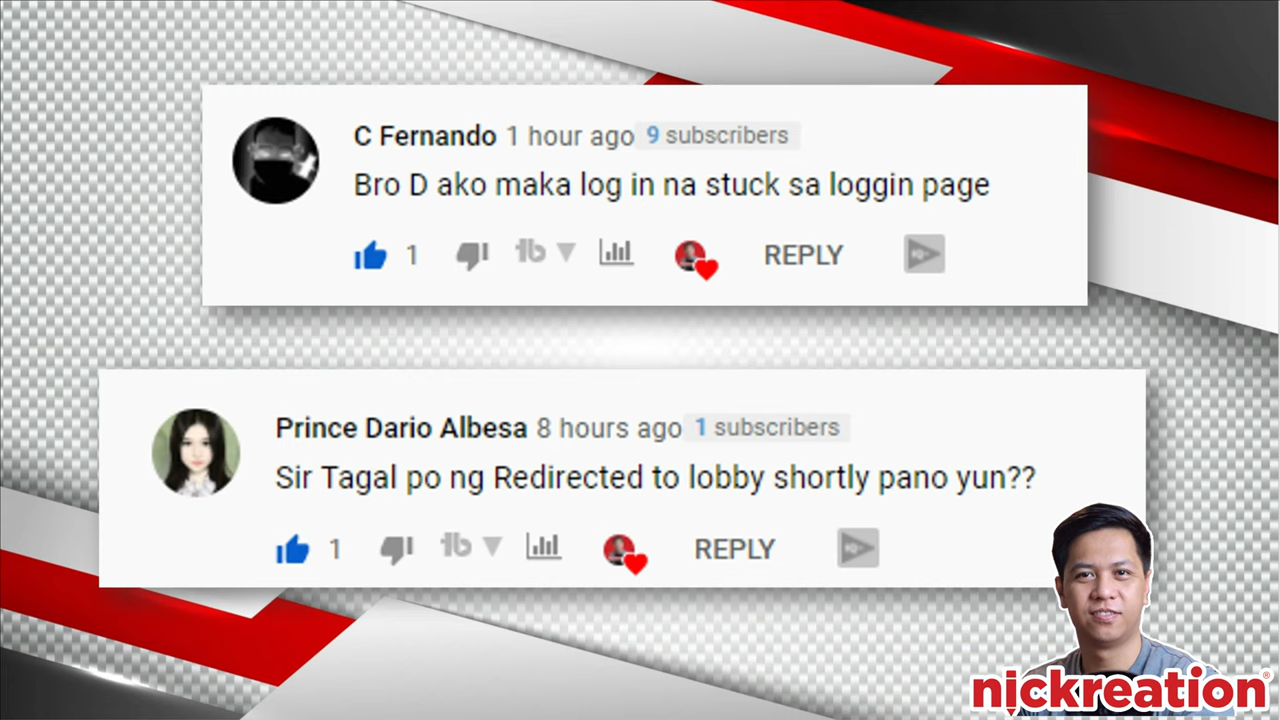 C Fernando 1 hour ago 9 subscribers
Bro D ako maka log in na stuck sa loggin page
1 REPLY
Prince Dario Albesa 8 hours ago 1 subscribers
Sir Tagal po ng Redirected to lobby shortly pano yun??
1 REPLY
nickreation®